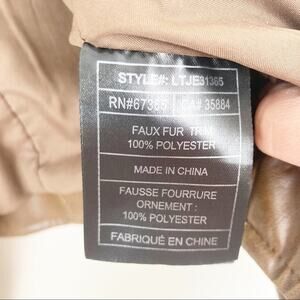 STYLE#: LTJE31365
RN#67365 CA# 35884
FAUX FUR TRIM
100% POLYESTER
MADE IN CHINA
FAUSSE FOURRURE
ORNEMENT :
100% POLYESTER
FABRIQUÉ EN CHINE